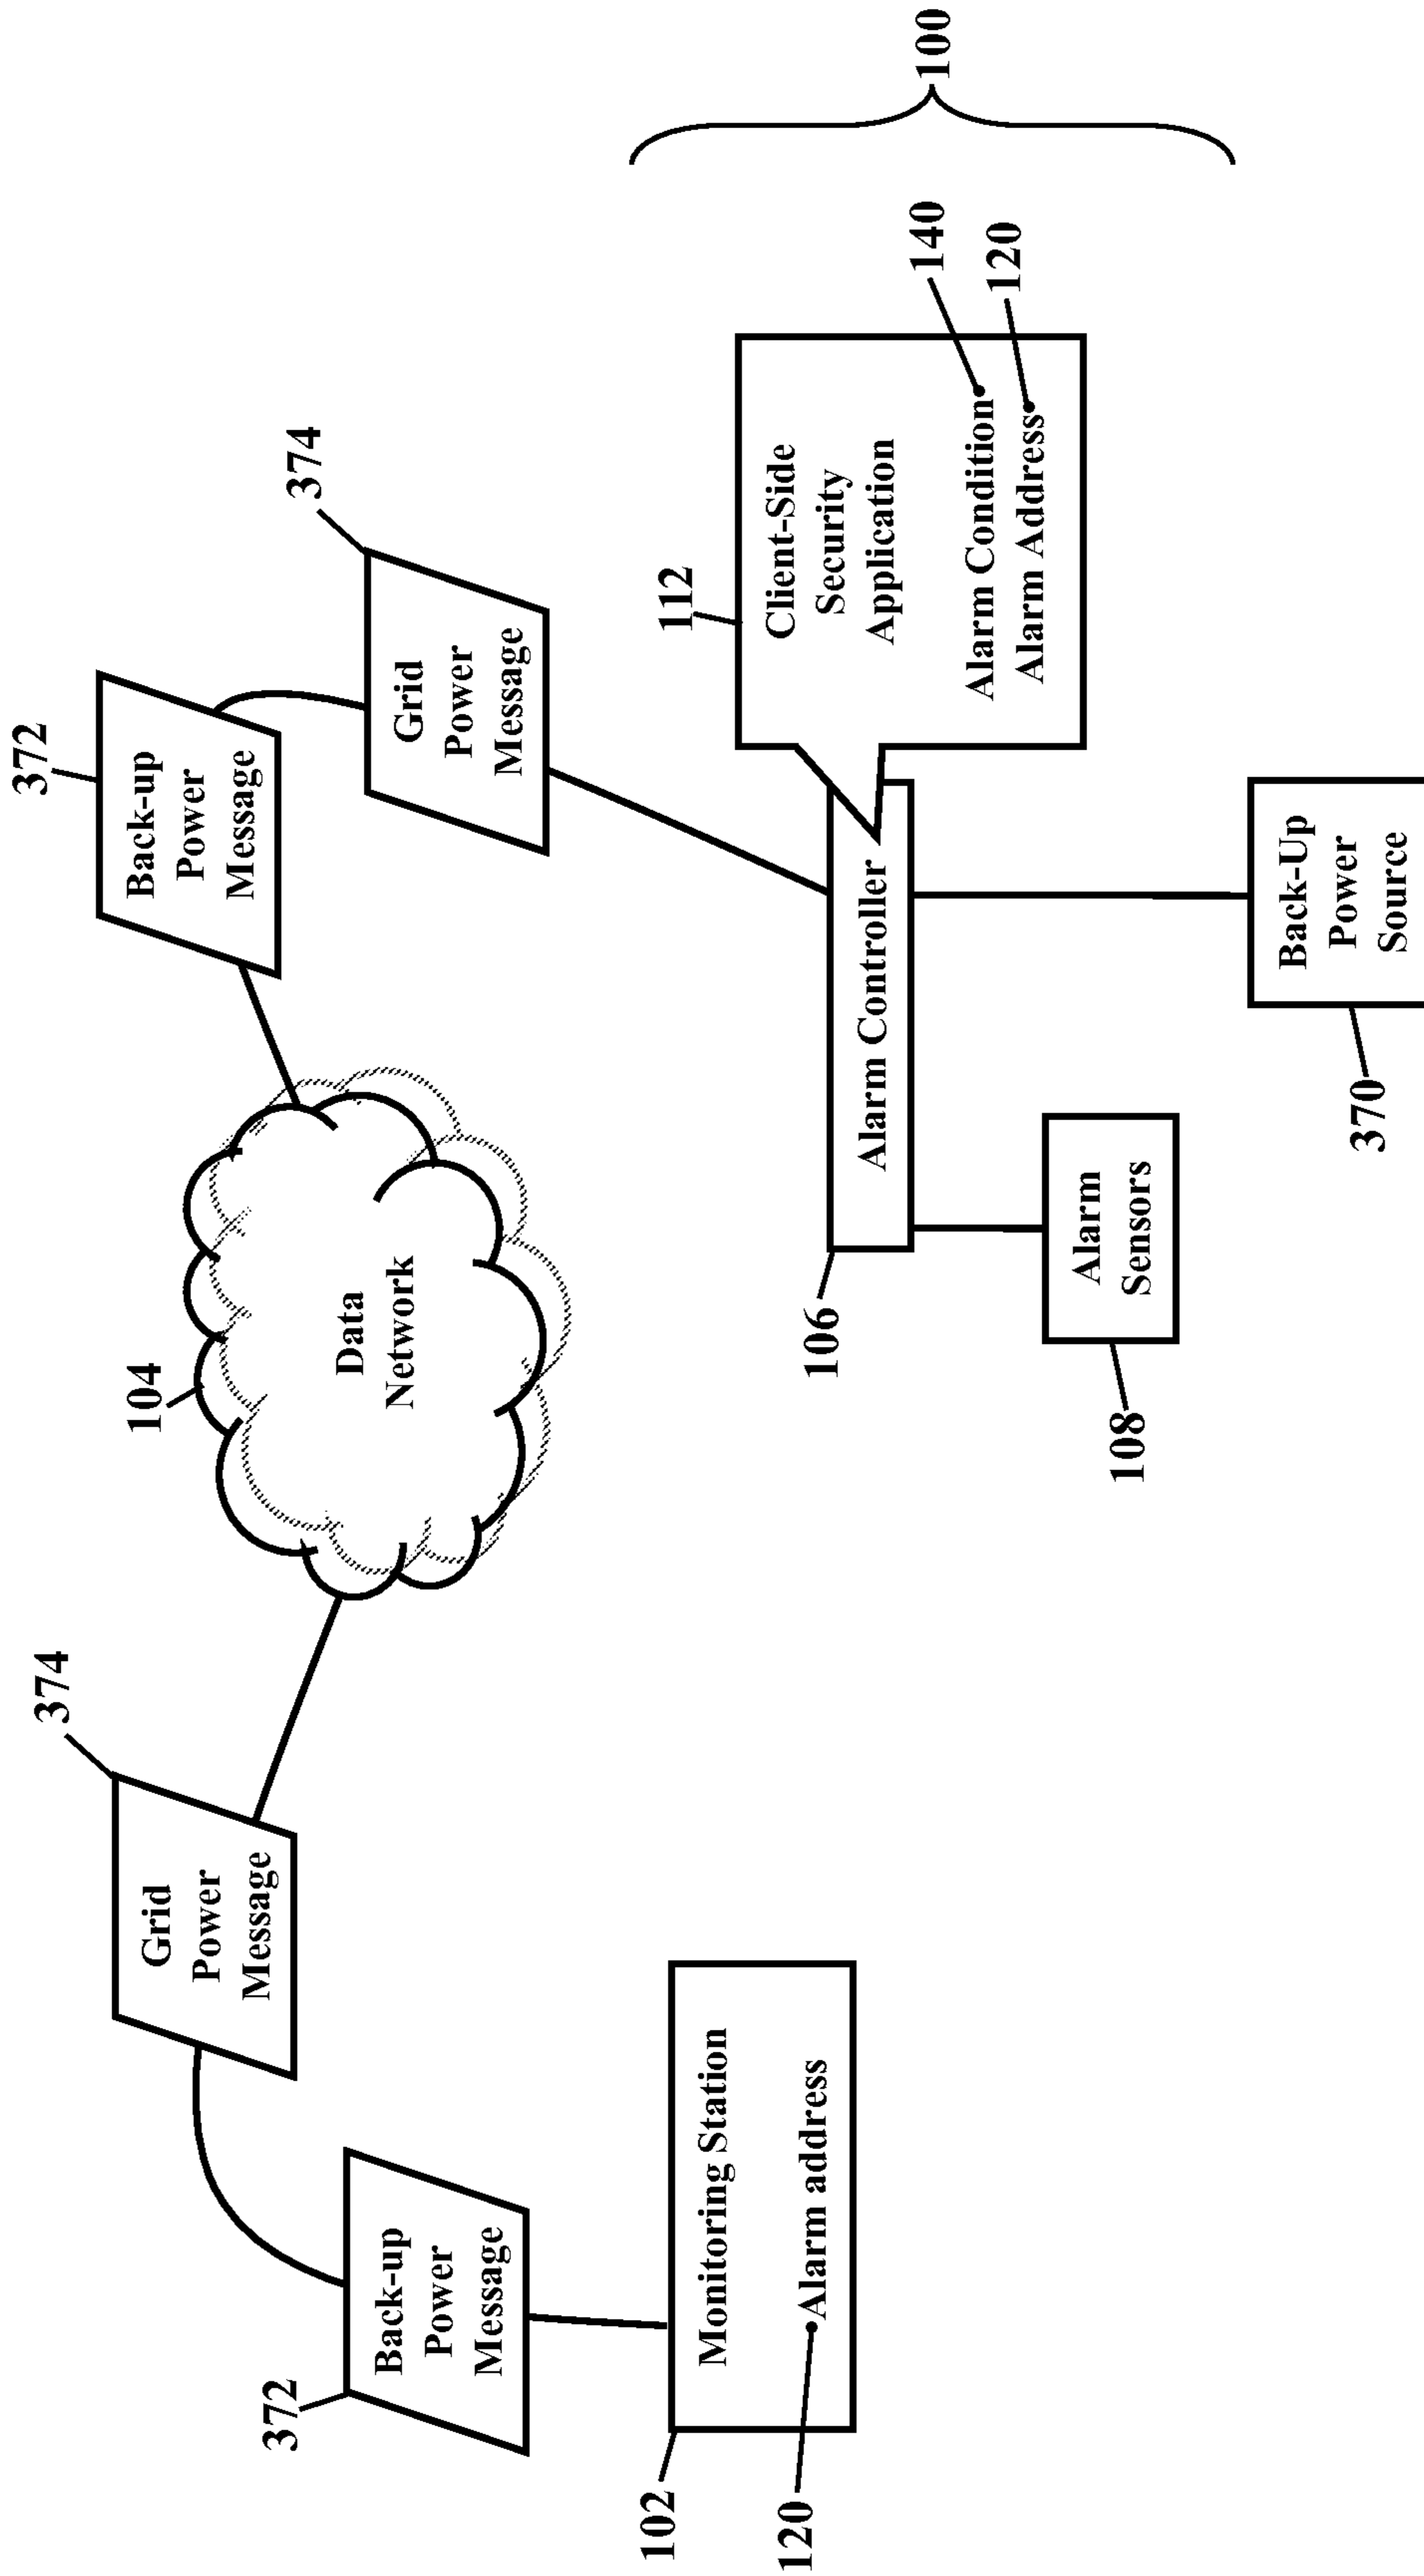 374
Grid
Power
Message
372
Back-up
Power
Message
104
Data
Network
372
Back-up
Power
Message
374
Grid
Power
Message
102
Monitoring Station
120
Alarm address
106
Alarm Controller
112
Client-Side
Security
Application
Alarm Condition
Alarm Address
140
120
100
108
Alarm
Sensors
370
Back-Up
Power
Source